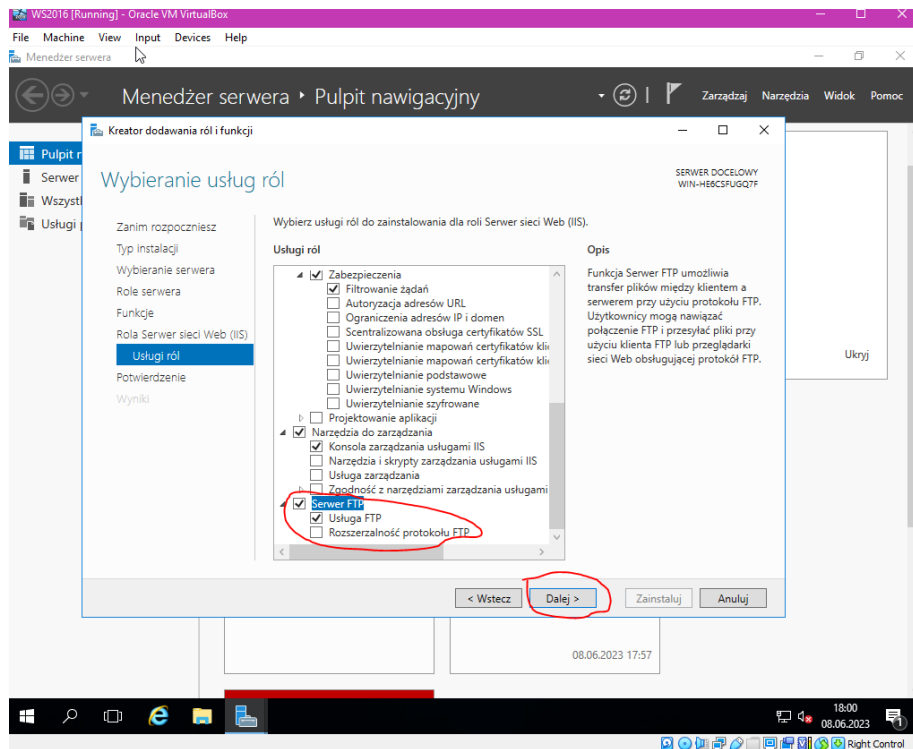 WS2016 [Running] - Oracle VM VirtualBox
File Machine View Input Devices Help
Menedżer serwera
Menedżer serwera • Pulpit nawigacyjny
Zarządzaj Narzędzia Widok Pomoc
Pulpit
Serwer
Usługi
Kreator dodawania ról i funkcji
Wybieranie usług ról
SERWER DOCELOWY
WIN-HE6CSFUGQ7F
Zanim rozpoczniesz
Typ instalacji
Wybieranie serwera
Role serwera
Funkcje
Rola Serwer sieci Web (IIS)
Usługi ról
Potwierdzenie
Wyniki
Wybierz usługi ról do zainstalowania dla roli Serwer sieci Web (IIS).
Usługi ról
Zabezpieczenia
Filtrowanie żądań
Autoryzacja adresów URL
Ograniczenia adresów IP i domen
Scentralizowana obsługa certyfikatów SSL
Uwierzytelnianie mapowań certyfikatów
Uwierzytelnianie mapowań certyfikatów
Uwierzytelnianie podstawowe
Uwierzytelnianie systemu Windows
Uwierzytelnianie szyfrowane
Projektowanie aplikacji
Narzędzia do zarządzania
Konsola zarządzania usługami IIS
Narzędzia i skrypty zarządzania usługami IIS
Usługa zarządzania
Zgodność z narzędziami zarządzania usługami
Serwer FTP
Usługa FTP
Rozszerzalność protokołu FTP
Opis
Funkcja Serwer FTP umożliwia
transfer plików między klientem a
serwerem przy użyciu protokołu FTP.
Użytkownicy mogą nawiązać
połączenie FTP i przesyłać pliki przy
użyciu klienta FTP lub przeglądarki
sieci Web obsługującej protokół FTP.
Ukryj
< Wstecz Dalej > Zainstaluj Anuluj
08.06.2023 17:57
18:00
08.06.2023
1
Right Control